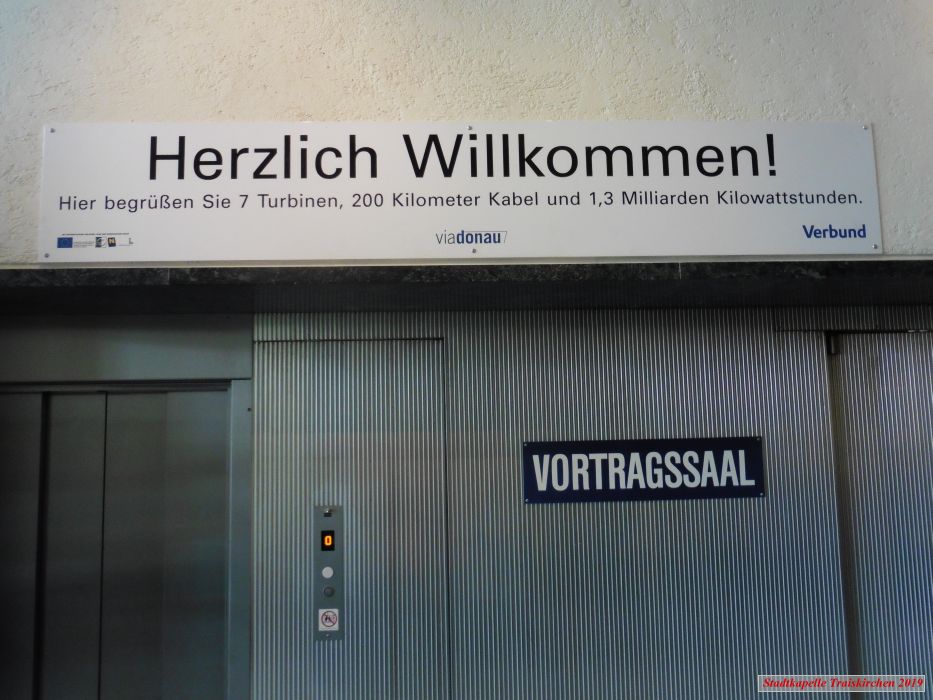 Herzlich Willkommen!
Hier begrüßen Sie 7 Turbinen, 200 Kilometer Kabel und 1,3 Milliarden Kilowattstunden.
viadonau
Verbund
VORTRAGSSAAL
0
Stadtkapelle Traiskirchen 2019